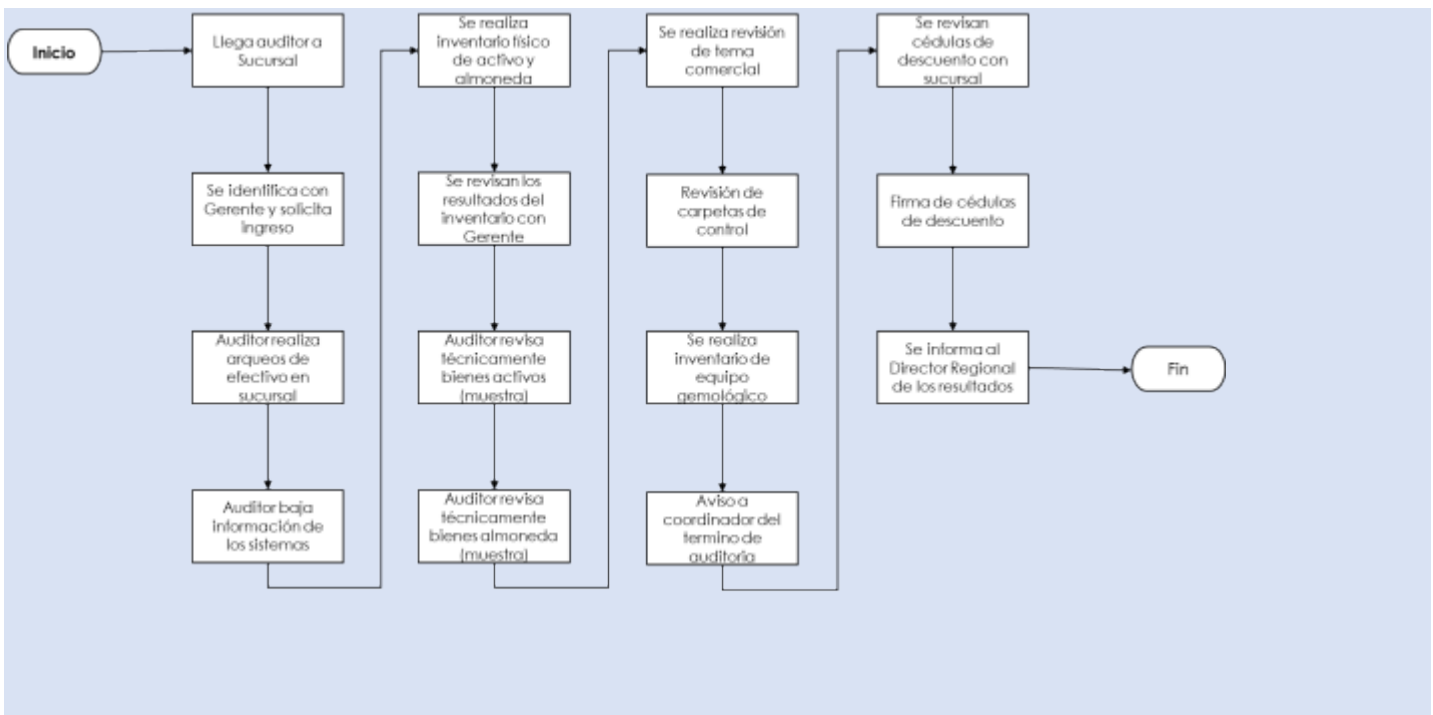 Inicio
Llega auditor a
Sucursal
Se identifica con
Gerente y solicita
ingreso
Auditor realiza
arqueos de
efectivo en
sucursal
Auditor baja
información de
los sistemas
Se realiza
inventario físico
de activo y
almoneda
Se revisan los
resultados del
inventario con
Gerente
Auditor revisa
técnicamente
bienes activos
(muestra)
Auditor revisa
técnicamente
bienes almoneda
(muestra)
Se realiza revisión
de tema
comercial
Revisión de
carpetas de
control
Se realiza
inventario de
equipo
gemológico
Aviso a
coordinador del
termino de
auditoria
Se revisan
cédulas de
descuento con
sucursal
Firma de cédulas
de descuento
Se informa al
Director Regional
de los resultados
Fin